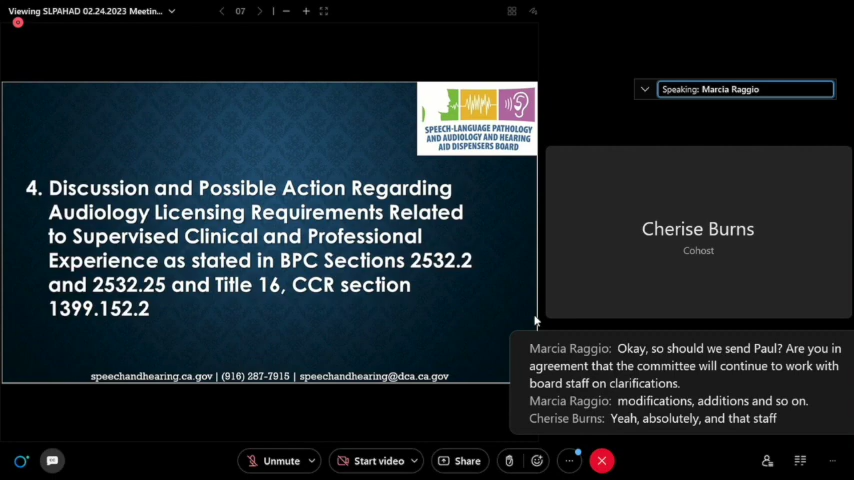 Viewing SLPAHAD 02.24.2023 Meetin...
07
Speaking: Marcia Raggio
SPEECH-LANGUAGE PATHOLOGY
AND AUDIOLOGY AND HEARING
AID DISPENSERS BOARD
4. Discussion and Possible Action Regarding
Audiology Licensing Requirements Related
to Supervised Clinical and Professional
Experience as stated in BPC Sections 2532.2
and 2532.25 and Title 16, CCR section
1399.152.2
speechandhearing.ca.gov | (916) 287-7915 | speechandhearing@dca.ca.gov
Cherise Burns
Cohost
Marcia Raggio: Okay, so should we send Paul? Are you in
agreement that the committee will continue to work with
board staff on clarifications.
Marcia Raggio: modifications, additions and so on.
Cherise Burns: Yeah, absolutely, and that staff
Unmute
Start video
Share